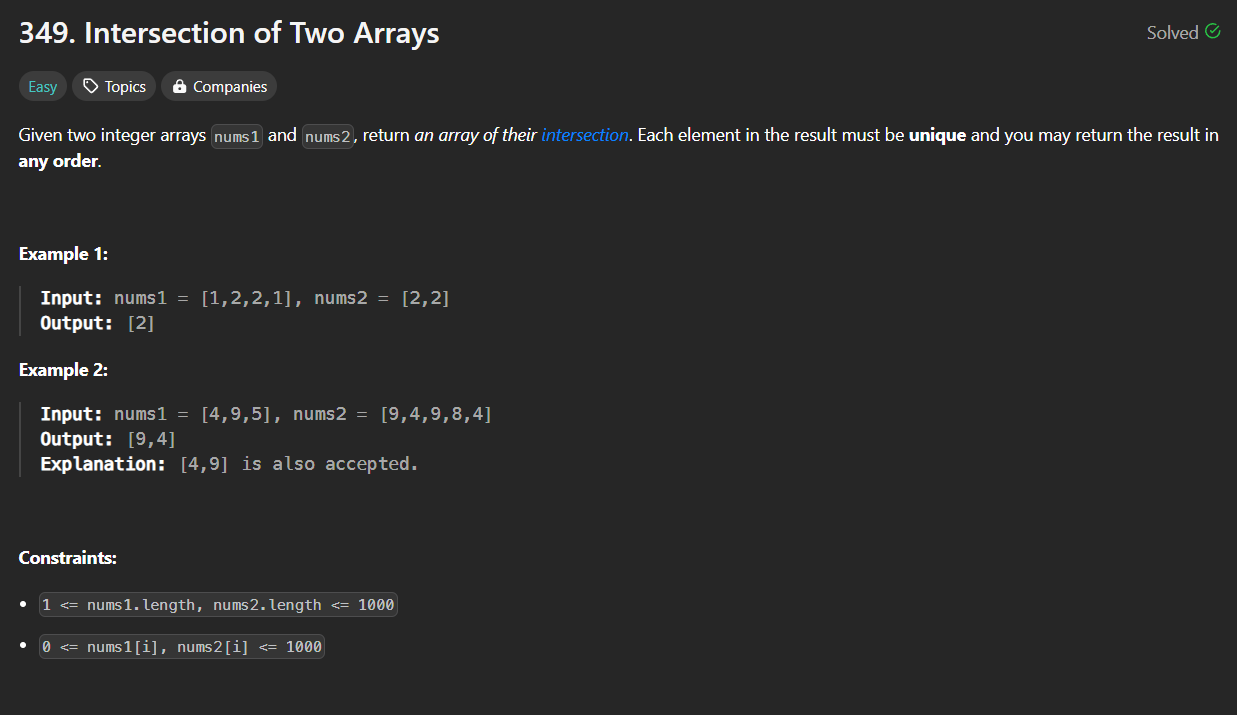 349. Intersection of Two Arrays
Solved
Easy
Topics
Companies
Given two integer arrays nums1 and nums2, return an array of their intersection. Each element in the result must be unique and you may return the result in
any order.
Example 1:
Input: nums1 = [1,2,2,1], nums2 = [2,2]
Output: [2]
Example 2:
Input: nums1 = [4,9,5], nums2 = [9,4,9,8,4]
Output: [9,4]
Explanation: [4,9] is also accepted.
Constraints:
• 1 <= nums1.length, nums2.length <= 1000
• 0 <= nums1[i], nums2[i] <= 1000